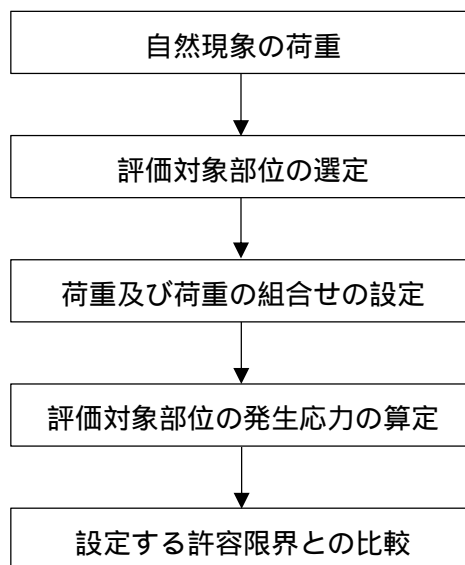 自然現象の荷重
評価対象部位の選定
荷重及び荷重の組合せの設定
評価対象部位の発生応力の算定
設定する許容限界との比較